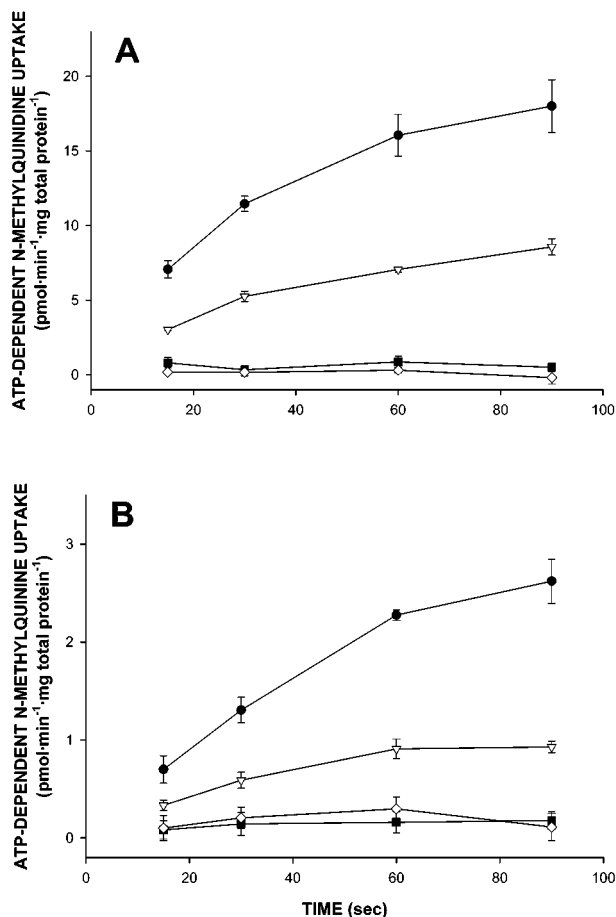 A
ATP-DEPENDENT N-METHYLQUINIDINE UPTAKE
(pmol·min⁻¹·mg total protein⁻¹)
20
15
10
5
0
0 20 40 60 80 100
B
ATP-DEPENDENT N-METHYLQUININE UPTAKE
(pmol·min⁻¹·mg total protein⁻¹)
3
2
1
0
0 20 40 60 80 100
TIME (sec)